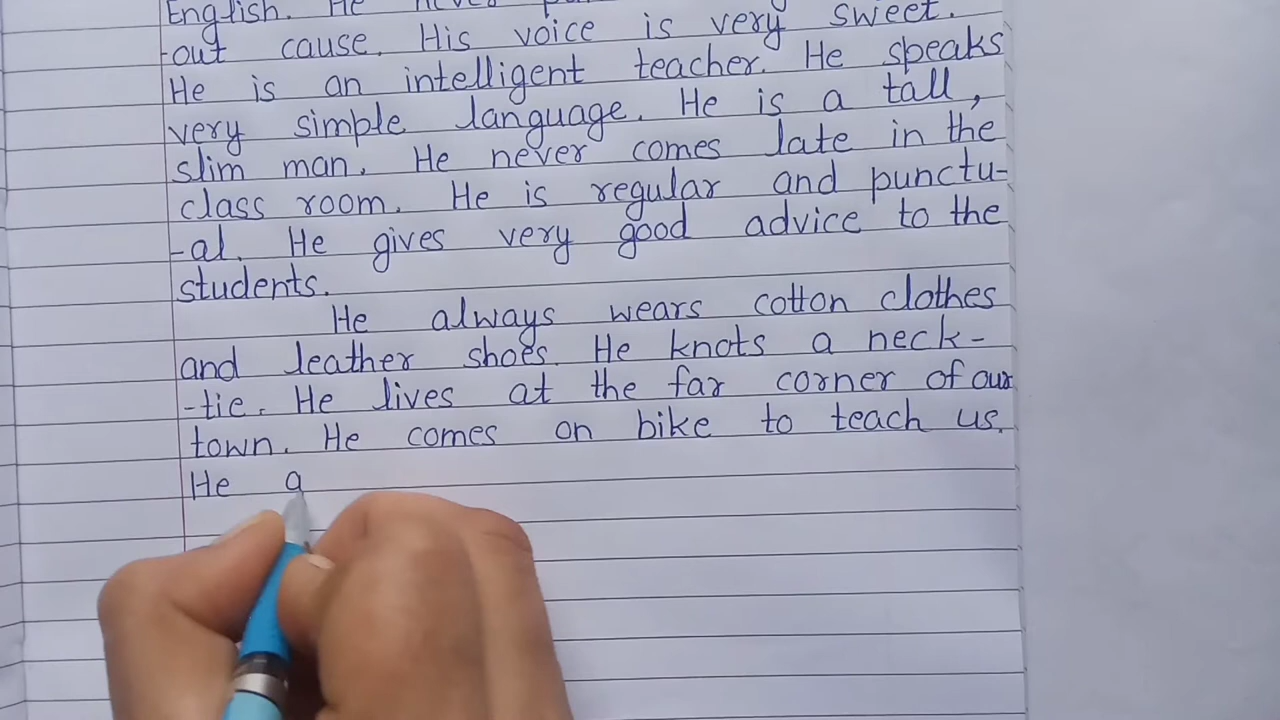 English. He never
-out cause. His voice is very sweet.
He is an intelligent teacher. He speaks
very simple language. He is a tall,
slim man. He never comes late in the
class room. He is regular and punctu-
-al. He gives very good advice to the
students.
He always wears cotton clothes
and leather shoes. He knots a neck-
-tie. He lives at the far corner of our
town. He comes on bike to teach us.
He a